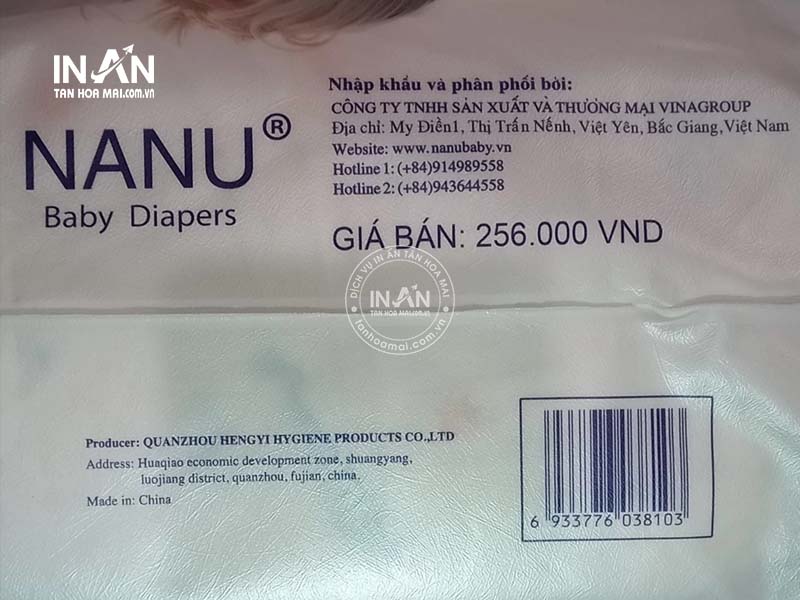 IN ẤN
TAN HOA MAI.com.vn
NANU®
Baby Diapers
Nhập khẩu và phân phối bởi:
CÔNG TY TNHH SẢN XUẤT VÀ THƯƠNG MẠI VINAGROUP
Địa chỉ: My Điền1, Thị Trấn Nếnh, Việt Yên, Bắc Giang,Việt Nam
Website: www.nanubaby.vn
Hotline 1: (+84)914989558
Hotline 2: (+84)943644558
GIÁ BÁN: 256.000 VND
DỊCH VỤ IN ẤN TÂN HOA MAI
IN ẤN
TAN HOA MAI.com.vn
tanhoamai.com.vn
Producer: QUANZHOU HENGYI HYGIENE PRODUCTS CO.,LTD
Address: Huaqiao economic development zone, shuangyang,
luojiang district, quanzhou, fujian, china.
Made in: China
6 933776 038103